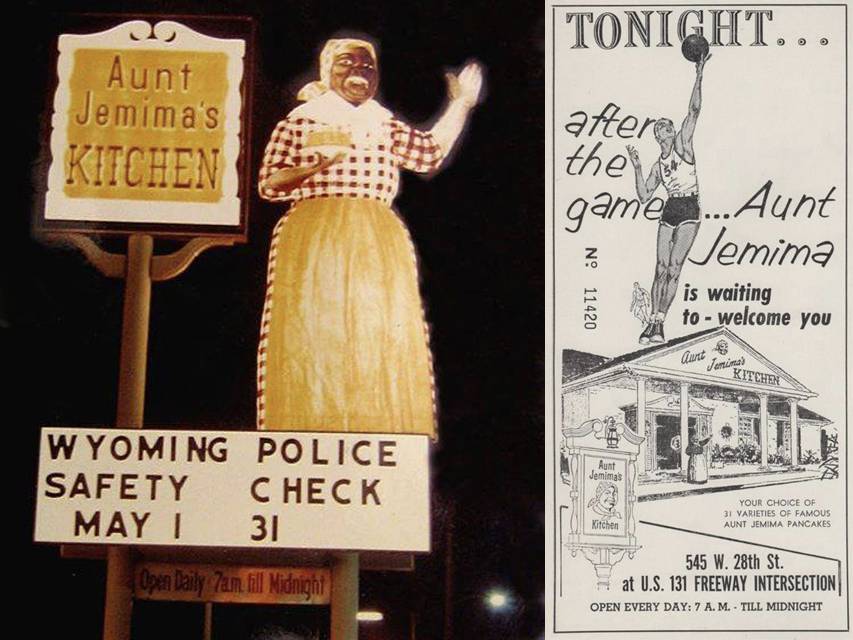 Aunt
Jemima's
KITCHEN
WYOMING POLICE
SAFETY CHECK
MAY 1 31
Open Daily 7a.m. till Midnight
TONIGHT...
after
the
game...Aunt
Jemima
is waiting
to - welcome you
Nº 11420
54
Aunt
Jemima's
KITCHEN
Aunt
Jemima's
Kitchen
YOUR CHOICE OF
31 VARIETIES OF FAMOUS
AUNT JEMIMA PANCAKES
545 W. 28th St.
at U.S. 131 FREEWAY INTERSECTION
OPEN EVERY DAY: 7 A. M. - TILL MIDNIGHT